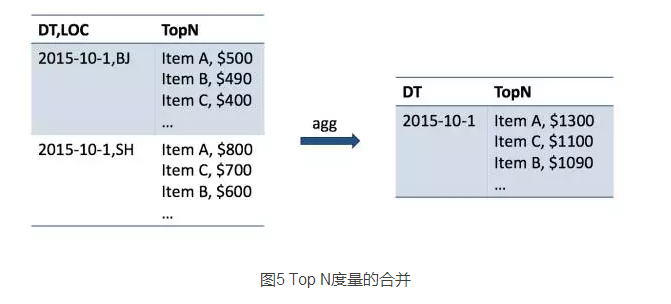 DT,LOC TopN
2015-10-1,BJ Item A, $500
Item B, $490
Item C, $400
...
2015-10-1,SH Item A, $800
Item C, $700
Item B, $600
...
agg
DT TopN
2015-10-1 Item A, $1300
Item C, $1100
Item B, $1090
...
图5 Top N度量的合并